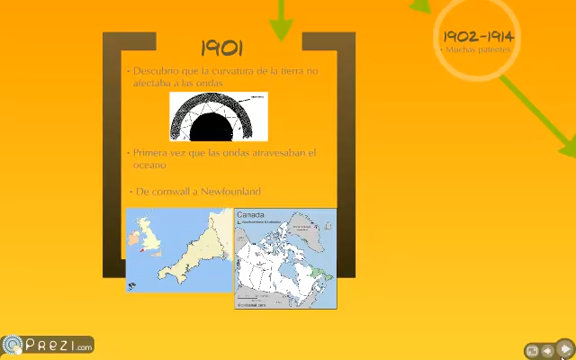 1901
• Descubrio que la curvatura de la tierra no
afectaba a las ondas
• Primera vez que las ondas atravesaban el
oceano
• De cornwall a Newfounland
Canada
1902-1914
• Muchas patentes
Prezi.com